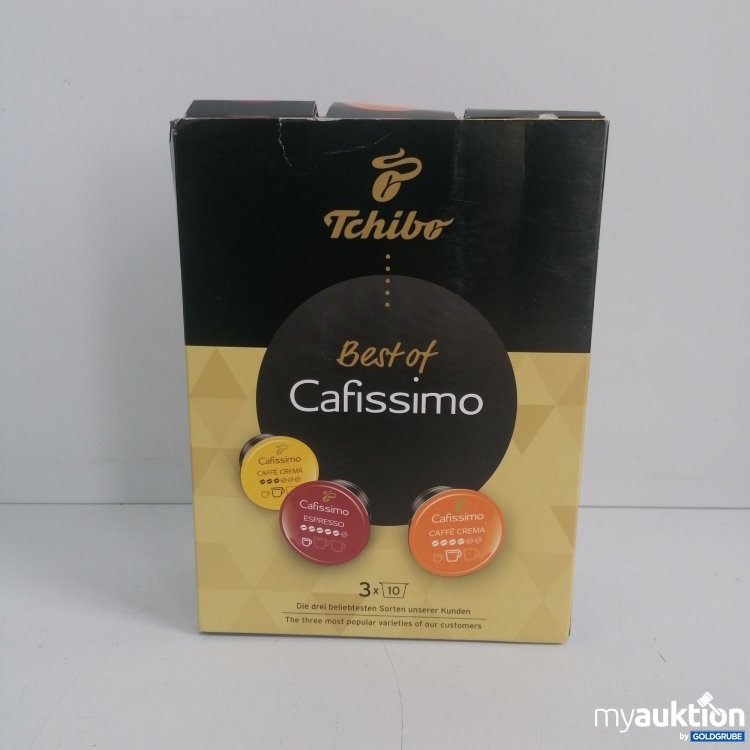 Tchibo
Best of
Cafissimo
Cafissimo
CAFFÈ CREMA
Cafissimo
ESPRESSO
Cafissimo
CAFFÈ CREMA
3x 10
Die drei beliebtesten Sorten unserer Kunden
The three most popular varieties of our customers
myauktion
by GOLDGRUBE